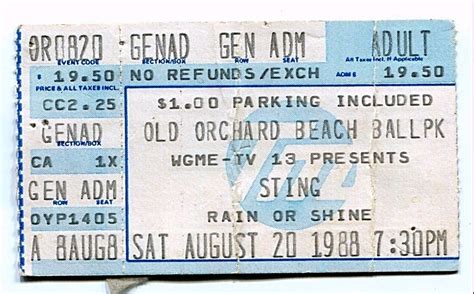 OR0820 GENAD GEN ADM ADULT
EVENT CODE
SECTION/AISLE ROW/BOX SEAT ADMISSION
$ 19.50 NO REFUNDS/EXCH ADM 6 19.50
All Taxes Incl. If Applicable
PRICE & ALL TAXES INCL.
CC2.25 $1.00 PARKING INCLUDED
GENAD OLD ORCHARD BEACH BALLPK
CA 1X WGME-TV 13 PRESENTS
GEN ADM STING
ROW SEAT
0YP1405 RAIN OR SHINE
A 8AUG8 SAT AUGUST 20 1988 7:30PM